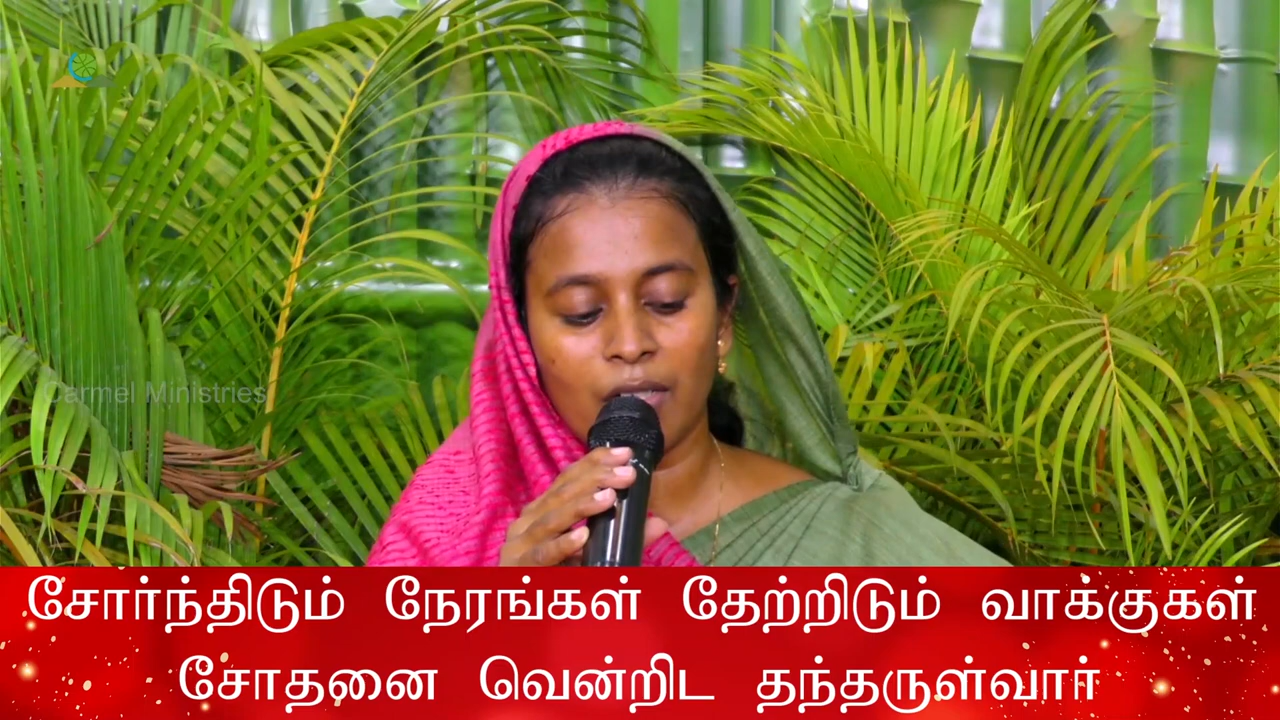 Carmel Ministries
சோர்ந்திடும் நேரங்கள் தேற்றிடும் வாக்குகள்
சோதனை வென்றிட தந்தருள்வார்